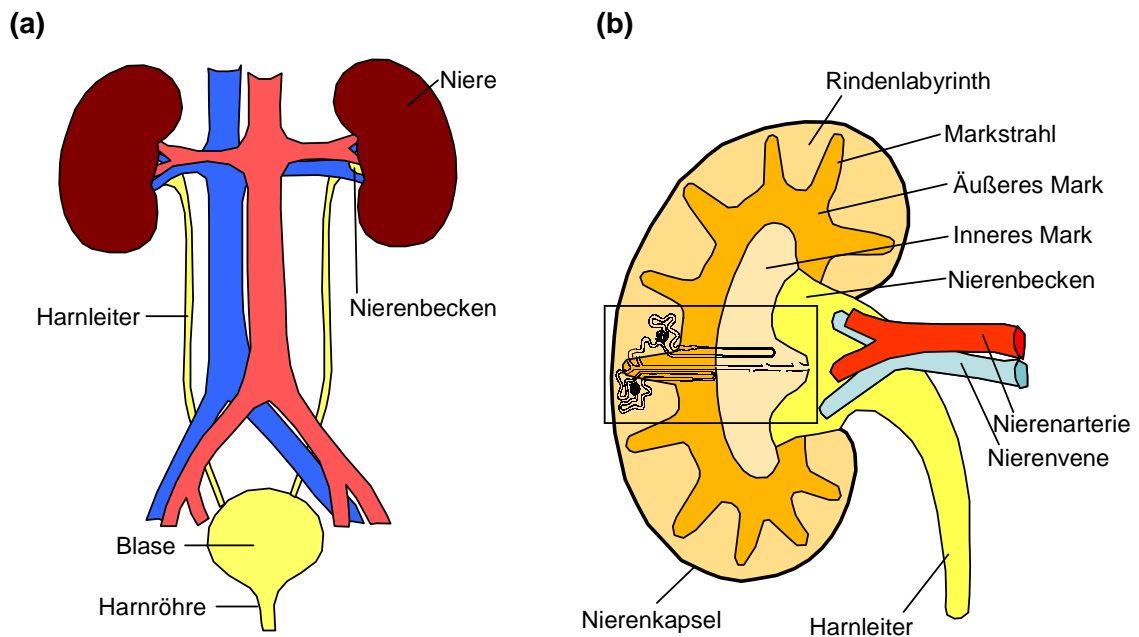 (a)
Niere
Harnleiter
Nierenbecken
Blase
Harnröhre
(b)
Rindenlabyrinth
Markstrahl
Äußeres Mark
Inneres Mark
Nierenbecken
Nierenarterie
Nierenvene
Nierenkapsel
Harnleiter